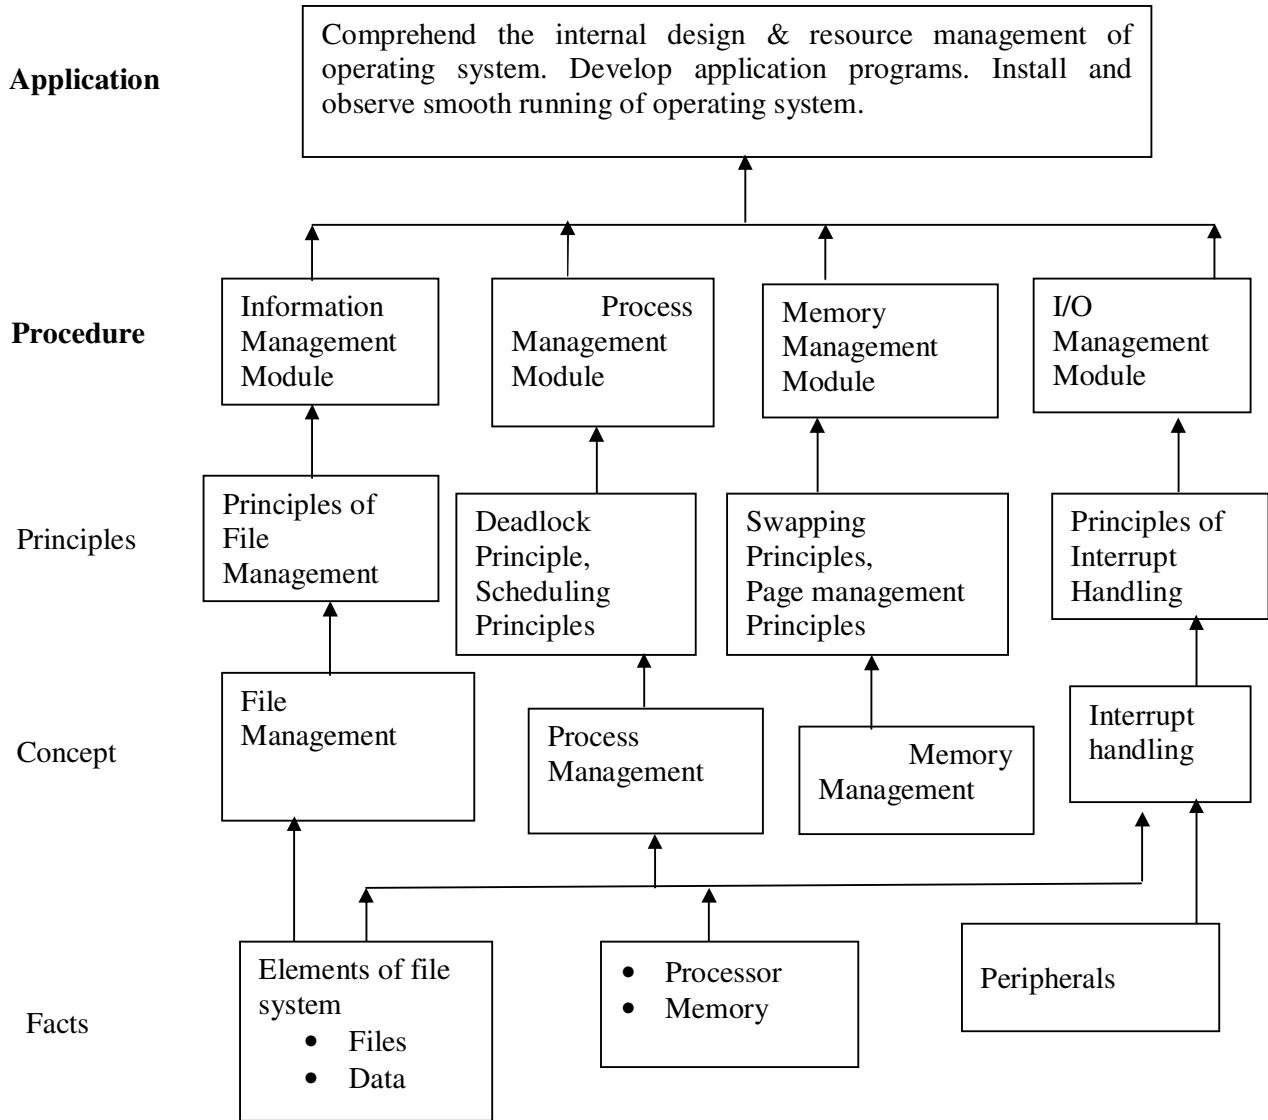 Application
Comprehend the internal design & resource management of
operating system. Develop application programs. Install and
observe smooth running of operating system.
Procedure
Information
Management
Module
Process
Management
Module
Memory
Management
Module
I/O
Management
Module
Principles
Principles of
File
Management
Deadlock
Principle,
Scheduling
Principles
Swapping
Principles,
Page management
Principles
Principles of
Interrupt
Handling
Concept
File
Management
Process
Management
Memory
Management
Interrupt
handling
Facts
Elements of file
system
• Files
• Data
• Processor
• Memory
Peripherals